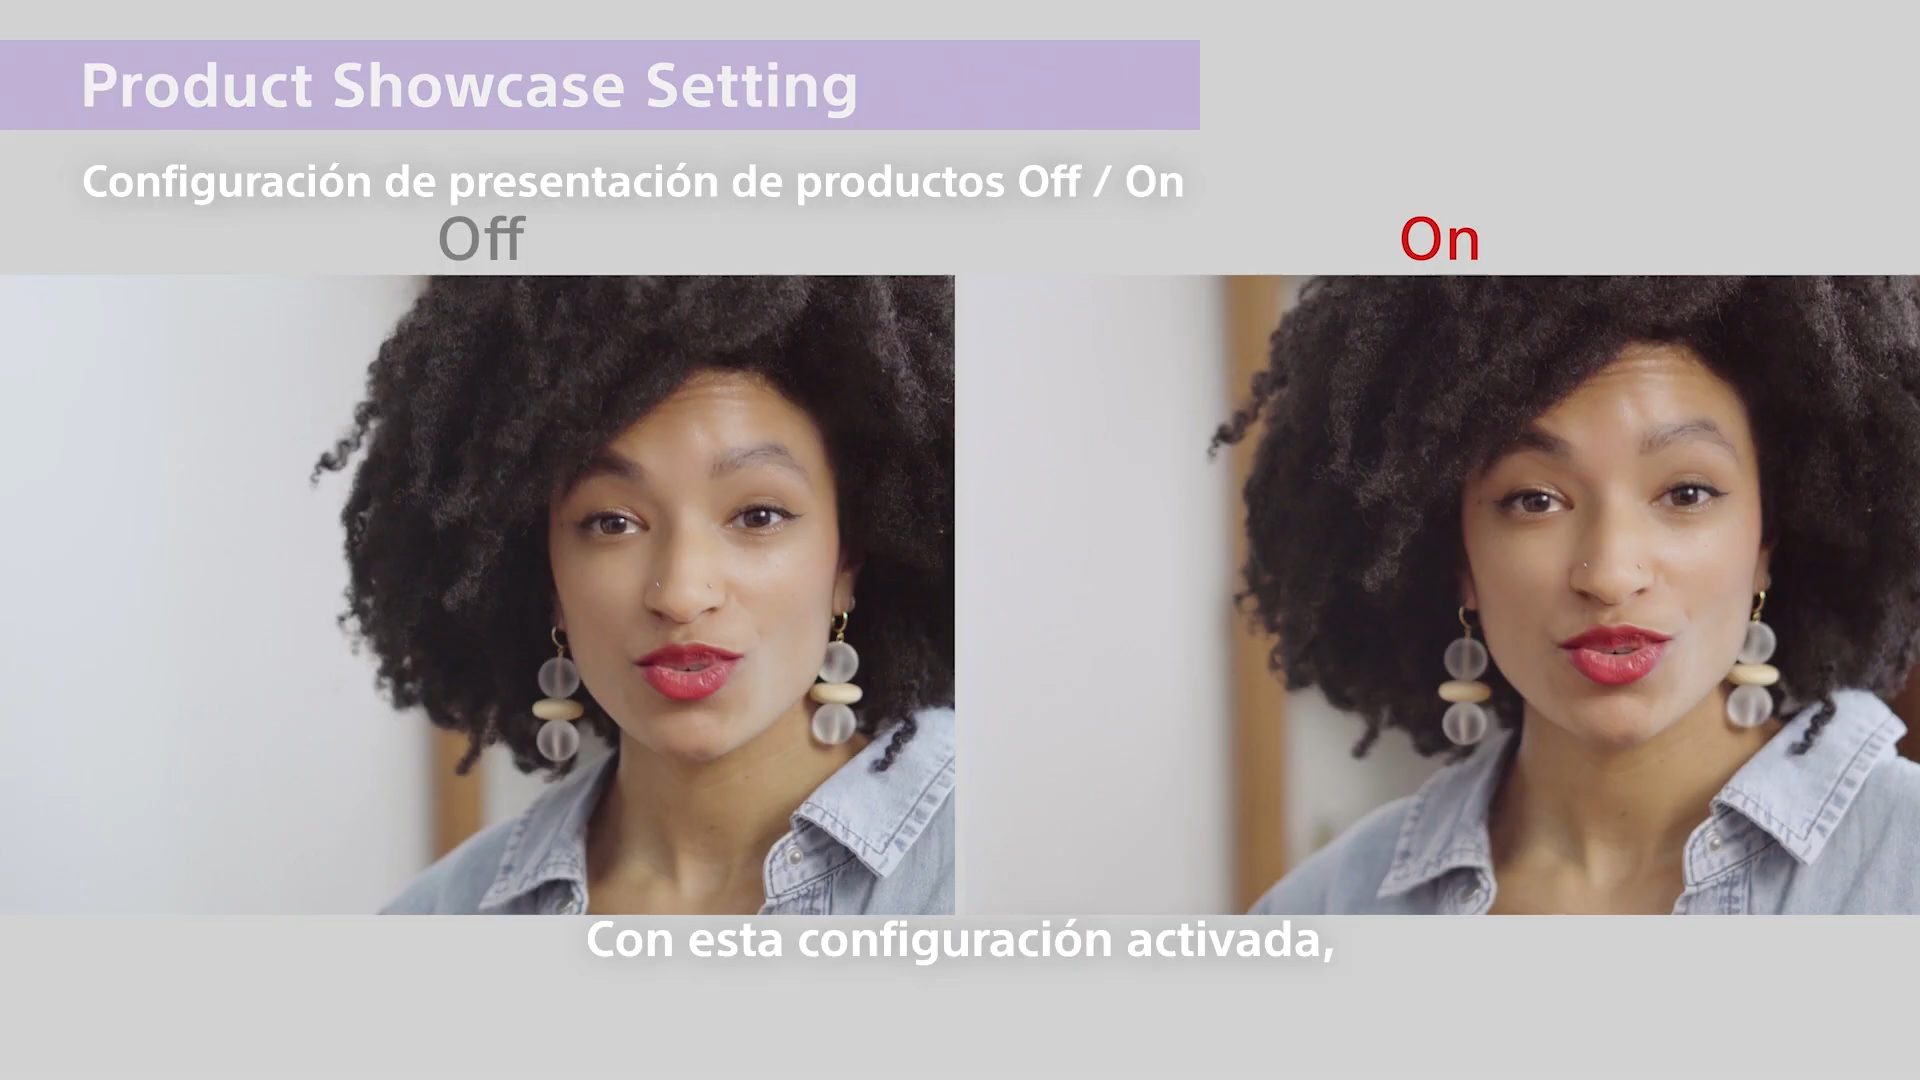 Product Showcase Setting
Configuración de presentación de productos Off / On
Off
On
Con esta configuración activada,